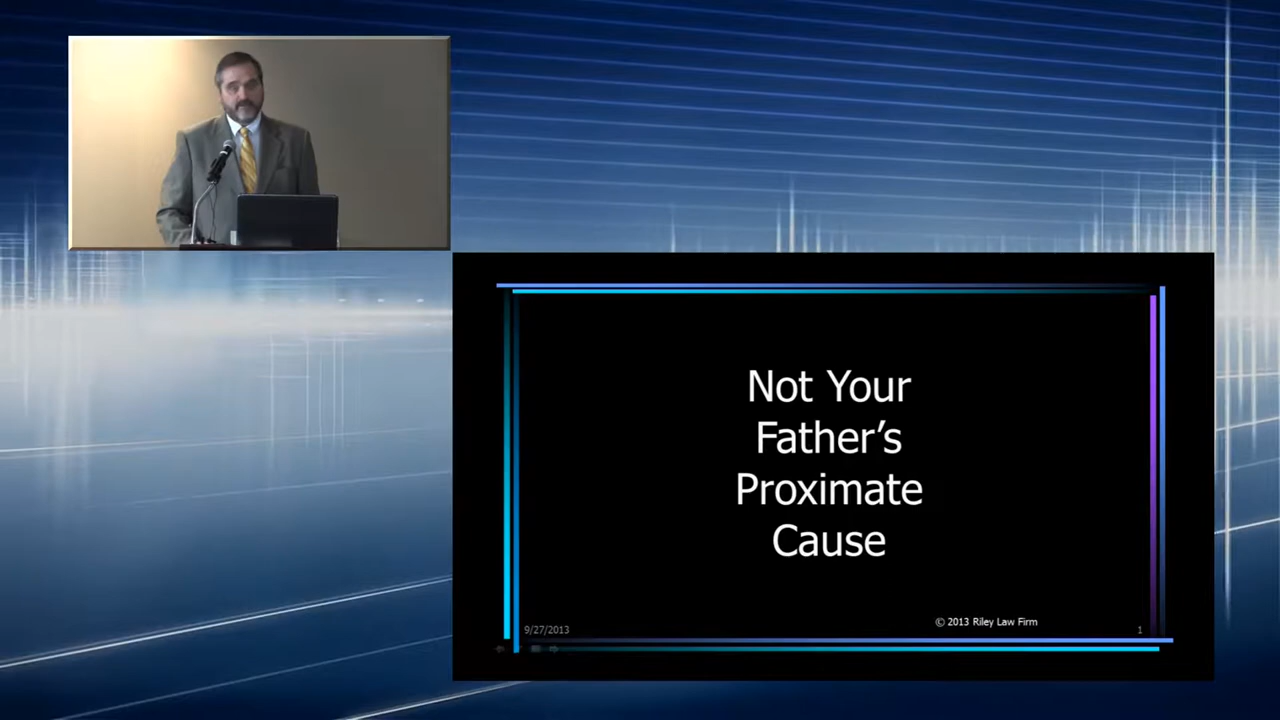 Not Your
Father's
Proximate
Cause
© 2013 Riley Law Firm
9/27/2013
1